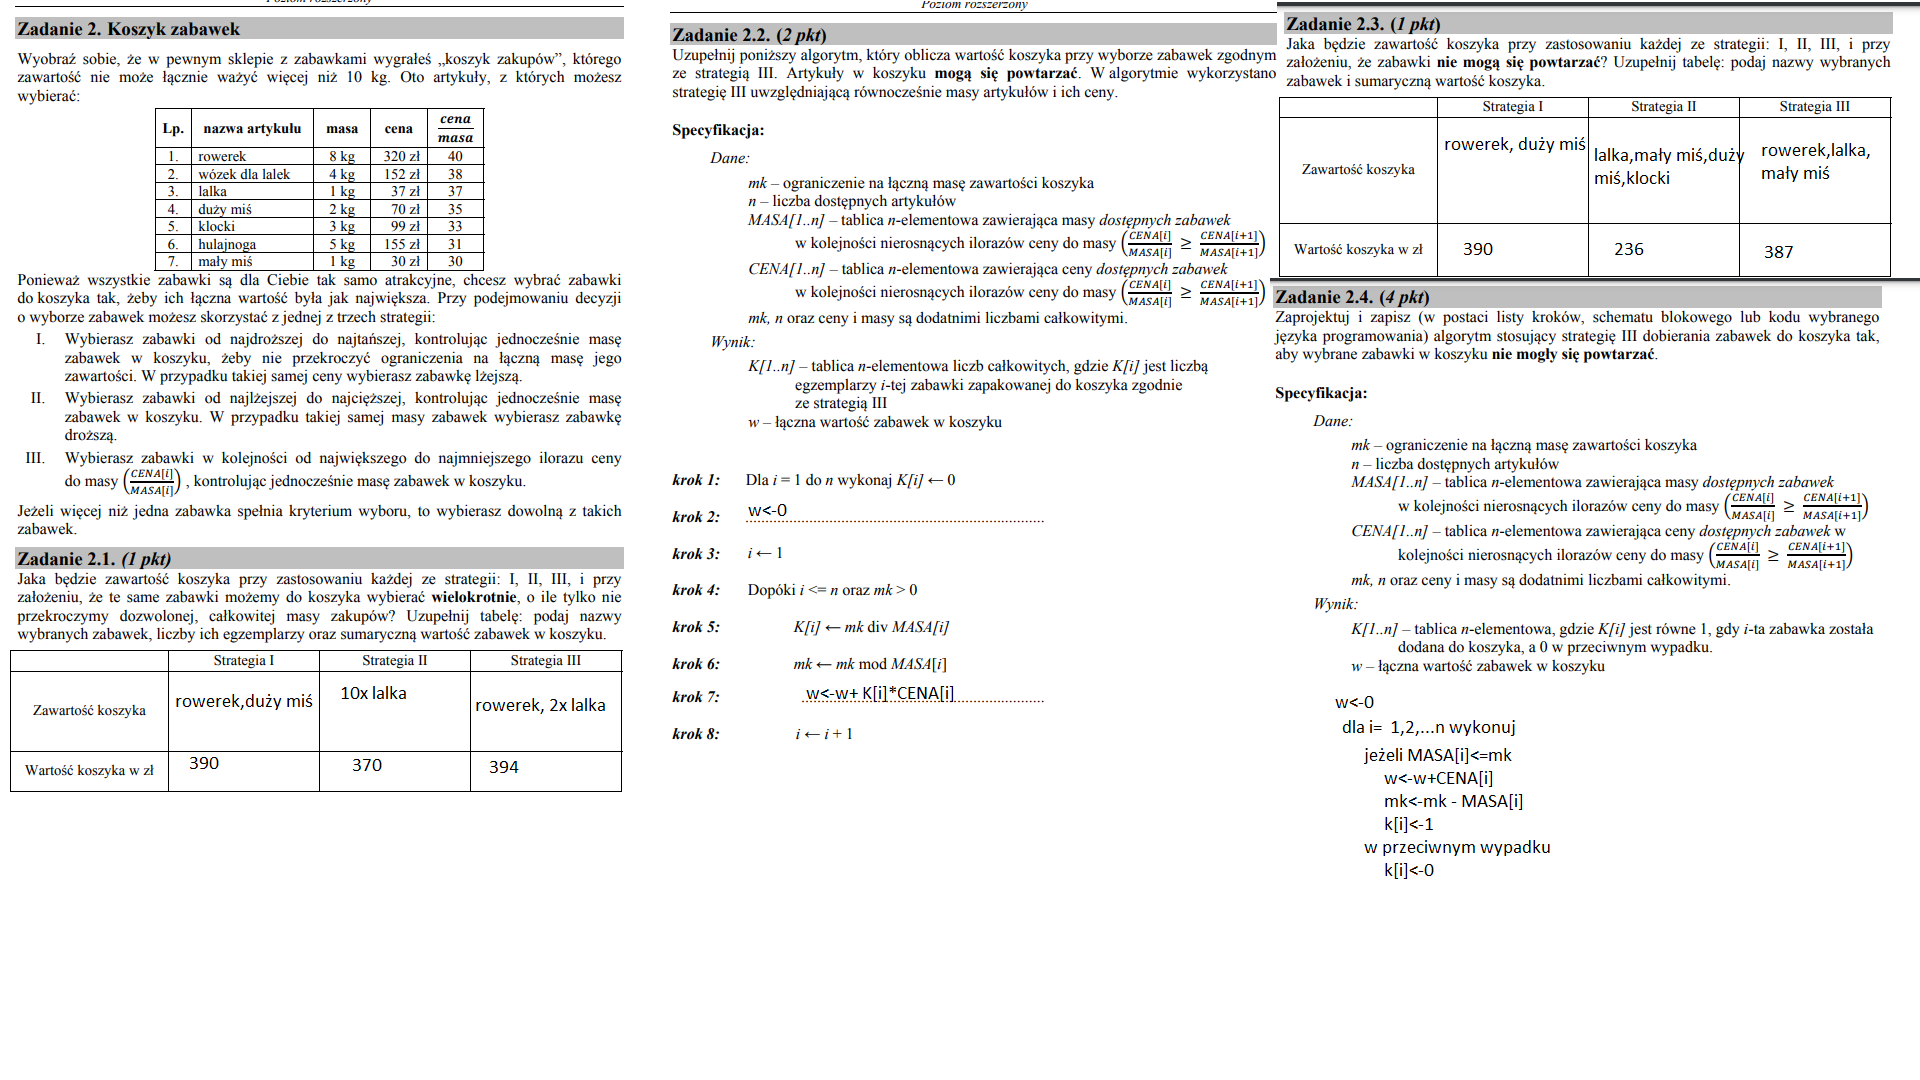 Poziom rozszerzony
Zadanie 2. Koszyk zabawek
Wyobraź sobie, że w pewnym sklepie z zabawkami wygrałeś „koszyk zakupów”, którego
zawartość nie może łącznie ważyć więcej niż 10 kg. Oto artykuły, z których możesz
wybierać:
Lp. nazwa artykułu masa cena cena/masa
1. rowerek 8 kg 320 zł 40
2. wózek dla lalek 4 kg 152 zł 38
3. lalka 1 kg 37 zł 37
4. duży miś 2 kg 70 zł 35
5. klocki 3 kg 99 zł 33
6. hulajnoga 5 kg 155 zł 31
7. mały miś 1 kg 30 zł 30
Ponieważ wszystkie zabawki są dla Ciebie tak samo atrakcyjne, chcesz wybrać zabawki
do koszyka tak, żeby ich łączna wartość była jak największa. Przy podejmowaniu decyzji
o wyborze zabawek możesz skorzystać z jednej z trzech strategii:
I. Wybierasz zabawki od najdroższej do najtańszej, kontrolując jednocześnie masę
zabawek w koszyku, żeby nie przekroczyć ograniczenia na łączną masę jego
zawartości. W przypadku takiej samej ceny wybierasz zabawkę lżejszą.
II. Wybierasz zabawki od najlżejszej do najcięższej, kontrolując jednocześnie masę
zabawek w koszyku. W przypadku takiej samej masy zabawek wybierasz zabawkę
droższą.
III. Wybierasz zabawki w kolejności od największego do najmniejszego ilorazu ceny
do masy (CENA[i]/MASA[i]), kontrolując jednocześnie masę zabawek w koszyku.
Jeżeli więcej niż jedna zabawka spełnia kryterium wyboru, to wybierasz dowolną z takich
zabawek.
Zadanie 2.1. (1 pkt)
Jaka będzie zawartość koszyka przy zastosowaniu każdej ze strategii: I, II, III, i przy
założeniu, że te same zabawki możemy do koszyka wybierać wielokrotnie, o ile tylko nie
przekroczymy dozwolonej, całkowitej masy zakupów? Uzupełnij tabelę: podaj nazwy
wybranych zabawek, liczby ich egzemplarzy oraz sumaryczną wartość zabawek w koszyku.
Strategia I Strategia II Strategia III
Zawartość koszyka rowerek,duży miś 10x lalka rowerek, 2x lalka
Wartość koszyka w zł 390 370 394
Poziom rozszerzony
Zadanie 2.2. (2 pkt)
Uzupełnij poniższy algorytm, który oblicza wartość koszyka przy wyborze zabawek zgodnym
ze strategią III. Artykuły w koszyku mogą się powtarzać. W algorytmie wykorzystano
strategię III uwzględniającą równocześnie masy artykułów i ich ceny.
Specyfikacja:
Dane:
mk – ograniczenie na łączną masę zawartości koszyka
n – liczba dostępnych artykułów
MASA[1..n] – tablica n-elementowa zawierająca masy dostępnych zabawek
w kolejności nierosnących ilorazów ceny do masy (CENA[i]/MASA[i] ≥ CENA[i+1]/MASA[i+1])
CENA[1..n] – tablica n-elementowa zawierająca ceny dostępnych zabawek
w kolejności nierosnących ilorazów ceny do masy (CENA[i]/MASA[i] ≥ CENA[i+1]/MASA[i+1])
mk, n oraz ceny i masy są dodatnimi liczbami całkowitymi.
Wynik:
K[1..n] – tablica n-elementowa liczb całkowitych, gdzie K[i] jest liczbą
egzemplarzy i-tej zabawki zapakowanej do koszyka zgodnie
ze strategią III
w – łączna wartość zabawek w koszyku
krok 1: Dla i = 1 do n wykonaj K[i] ← 0
krok 2: w<-0
krok 3: i ← 1
krok 4: Dopóki i <= n oraz mk > 0
krok 5: K[i] ← mk div MASA[i]
krok 6: mk ← mk mod MASA[i]
krok 7: w<-w+ K[i]*CENA[i]
krok 8: i ← i + 1
Zadanie 2.3. (1 pkt)
Jaka będzie zawartość koszyka przy zastosowaniu każdej ze strategii: I, II, III, i przy
założeniu, że zabawki nie mogą się powtarzać? Uzupełnij tabelę: podaj nazwy wybranych
zabawek i sumaryczną wartość koszyka.
Strategia I Strategia II Strategia III
Zawartość koszyka rowerek, duży miś lalka,mały miś,duży miś,klocki rowerek,lalka, mały miś
Wartość koszyka w zł 390 236 387
Zadanie 2.4. (4 pkt)
Zaprojektuj i zapisz (w postaci listy kroków, schematu blokowego lub kodu wybranego
języka programowania) algorytm stosujący strategię III dobierania zabawek do koszyka tak,
aby wybrane zabawki w koszyku nie mogły się powtarzać.
Specyfikacja:
Dane:
mk – ograniczenie na łączną masę zawartości koszyka
n – liczba dostępnych artykułów
MASA[1..n] – tablica n-elementowa zawierająca masy dostępnych zabawek
w kolejności nierosnących ilorazów ceny do masy (CENA[i]/MASA[i] ≥ CENA[i+1]/MASA[i+1])
CENA[1..n] – tablica n-elementowa zawierająca ceny dostępnych zabawek w
kolejności nierosnących ilorazów ceny do masy (CENA[i]/MASA[i] ≥ CENA[i+1]/MASA[i+1])
mk, n oraz ceny i masy są dodatnimi liczbami całkowitymi.
Wynik:
K[1..n] – tablica n-elementowa, gdzie K[i] jest równe 1, gdy i-ta zabawka została
dodana do koszyka, a 0 w przeciwnym wypadku.
w – łączna wartość zabawek w koszyku
w<-0
dla i= 1,2,...n wykonuj
jeżeli MASA[i]<=mk
w<-w+CENA[i]
mk<-mk - MASA[i]
k[i]<-1
w przeciwnym wypadku
k[i]<-0